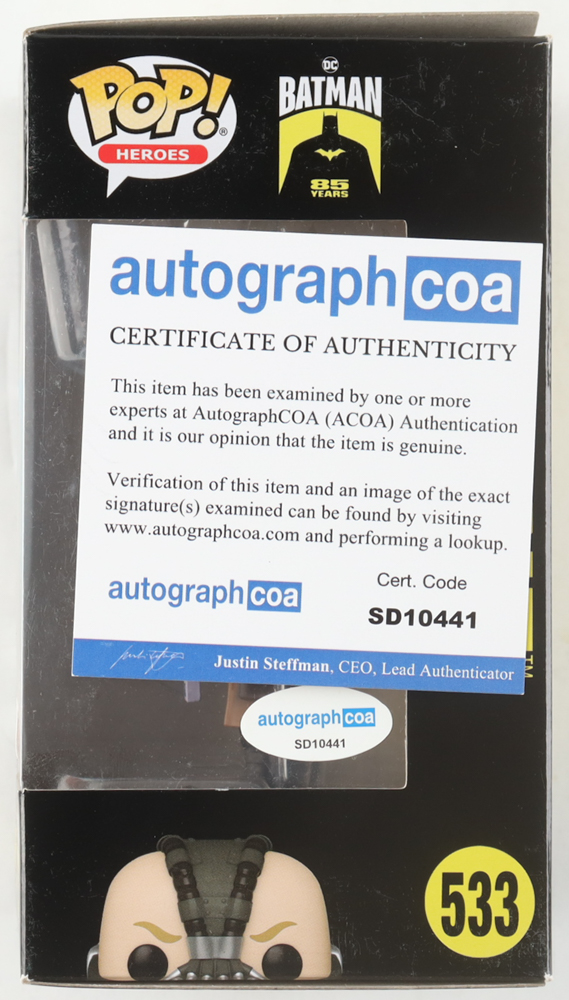 POP!®
HEROES
DC
BATMAN
85
YEARS
autographcoa
CERTIFICATE OF AUTHENTICITY
This item has been examined by one or more
experts at AutographCOA (ACOA) Authentication
and it is our opinion that the item is genuine.
Verification of this item and an image of the exact
signature(s) examined can be found by visiting
www.autographcoa.com and performing a lookup.
autographcoa
Cert. Code
SD10441
Justin Steffman, CEO, Lead Authenticator
TM
autographcoa
SD10441
533